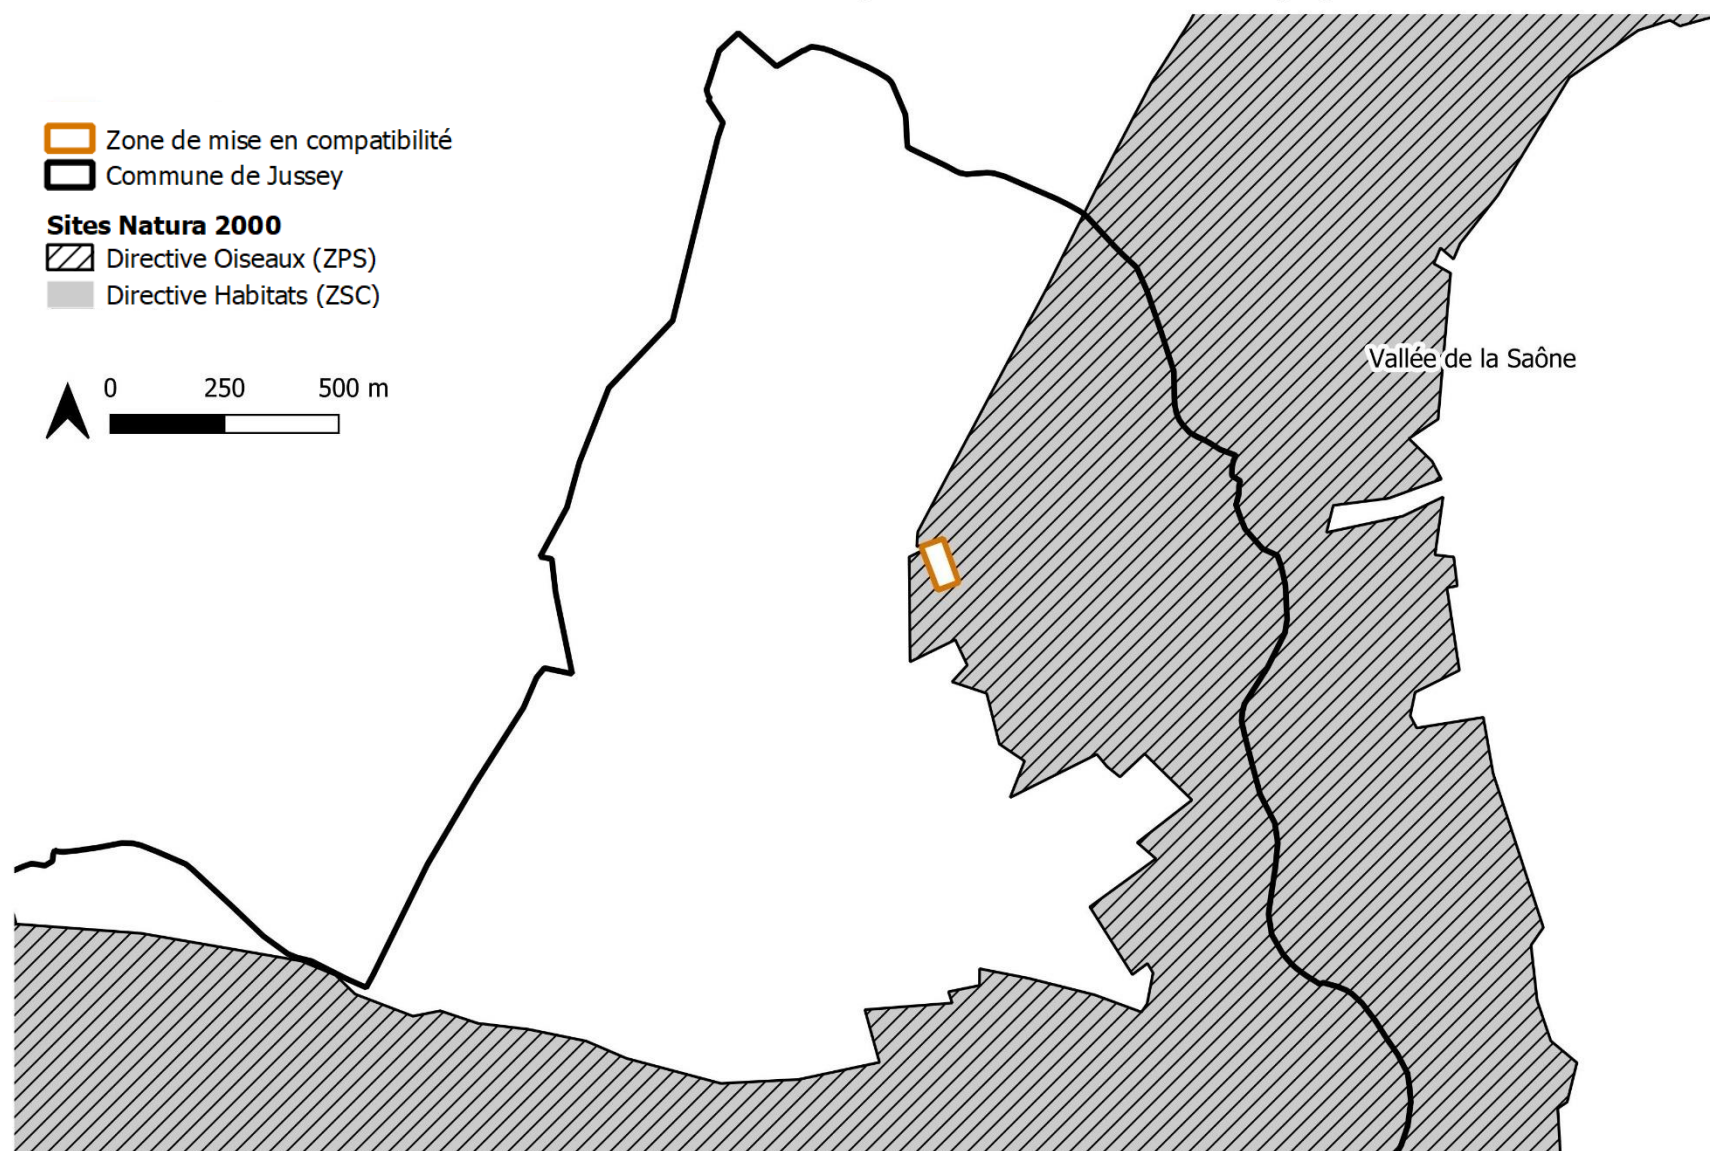 Zone de mise en compatibilité
Commune de Jussey
Sites Natura 2000
Directive Oiseaux (ZPS)
Directive Habitats (ZSC)
0 250 500 m
Vallée de la Saône